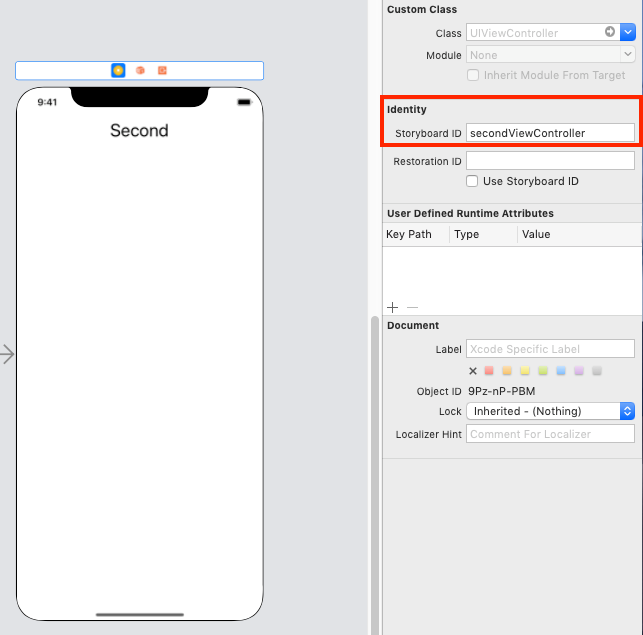 9:41
Second
Custom Class
Class UIViewController
Module None
Inherit Module From Target
Identity
Storyboard ID secondViewController
Restoration ID
Use Storyboard ID
User Defined Runtime Attributes
Key Path Type Value
Document
Label Xcode Specific Label
Object ID 9Pz-nP-PBM
Lock Inherited - (Nothing)
Localizer Hint Comment For Localizer